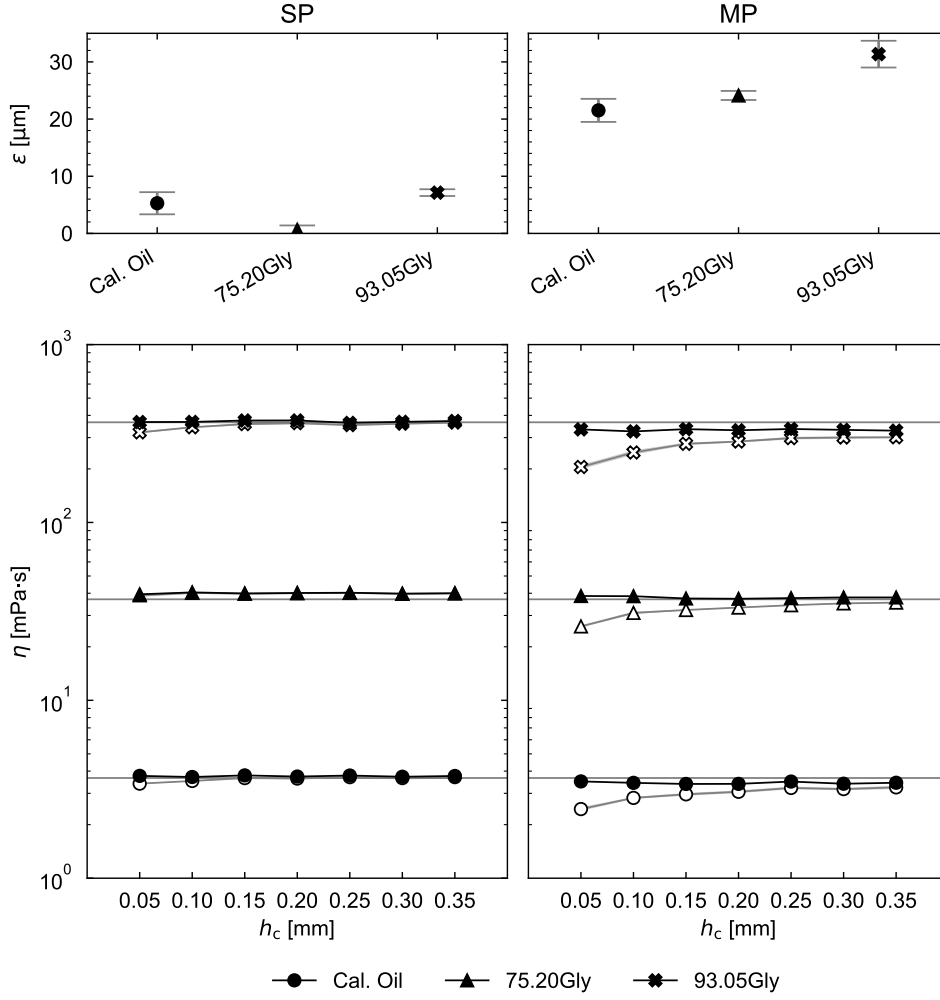 SP MP
ε [µm]
30
20
10
0
Cal. Oil 75.20Gly 93.05Gly Cal. Oil 75.20Gly 93.05Gly
η [mPa·s]
10³
10²
10¹
10⁰
0.05 0.10 0.15 0.20 0.25 0.30 0.35 0.05 0.10 0.15 0.20 0.25 0.30 0.35
h_c [mm] h_c [mm]
Cal. Oil 75.20Gly 93.05Gly